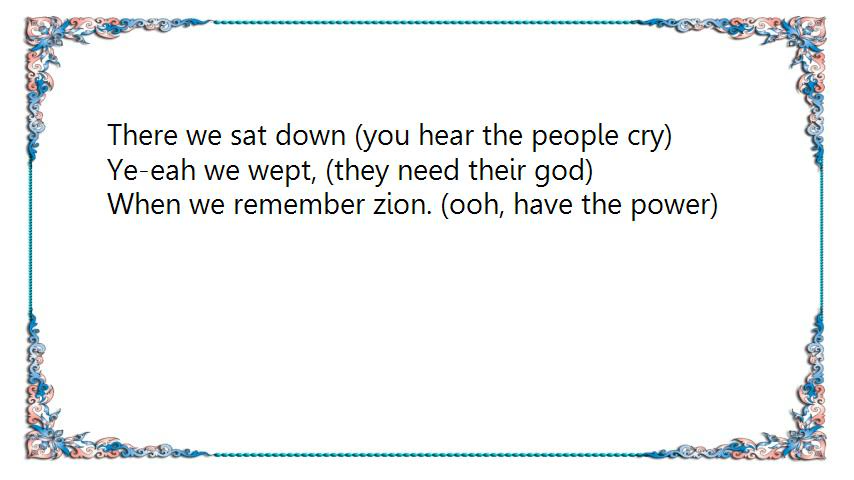 There we sat down (you hear the people cry)
Ye-eah we wept, (they need their god)
When we remember zion. (ooh, have the power)